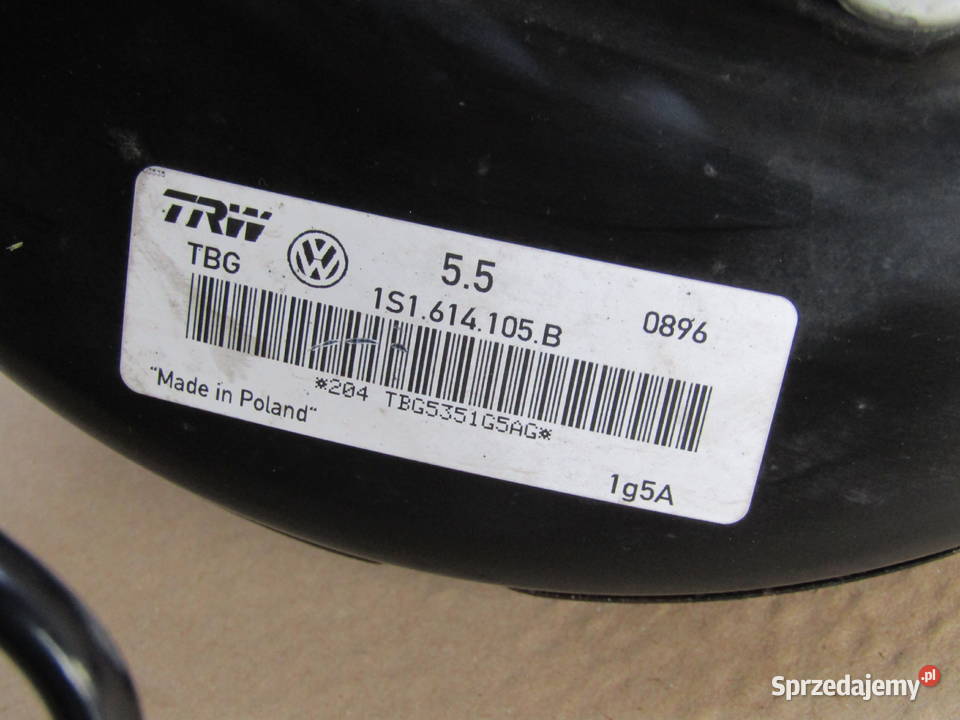 TRW
TBG
5.5
1S1.614.105.B
0896
*204 TBG5351G5AG*
"Made in Poland"
1g5A
Sprzedajemy.pl